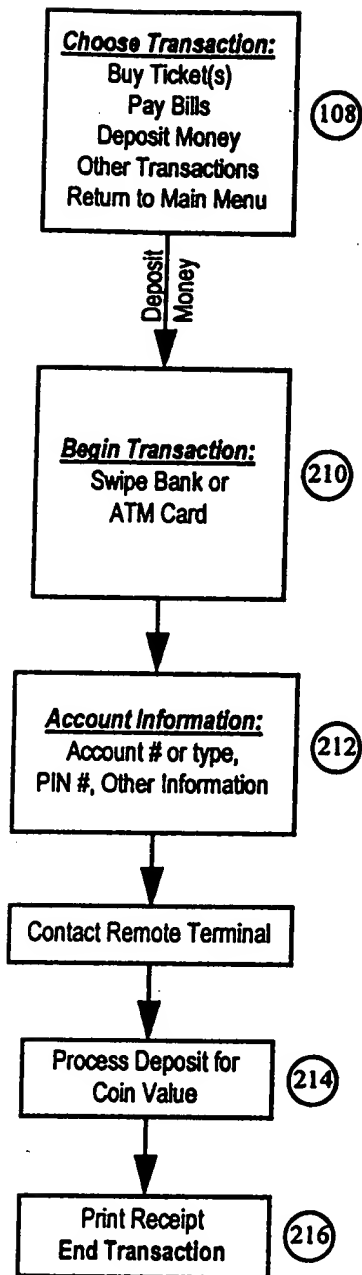 Choose Transaction:
Buy Ticket(s)
Pay Bills
Deposit Money
Other Transactions
Return to Main Menu
108
Deposit
Money
Begin Transaction:
Swipe Bank or
ATM Card
210
Account Information:
Account # or type,
PIN #, Other Information
212
Contact Remote Terminal
Process Deposit for
Coin Value
214
Print Receipt
End Transaction
216